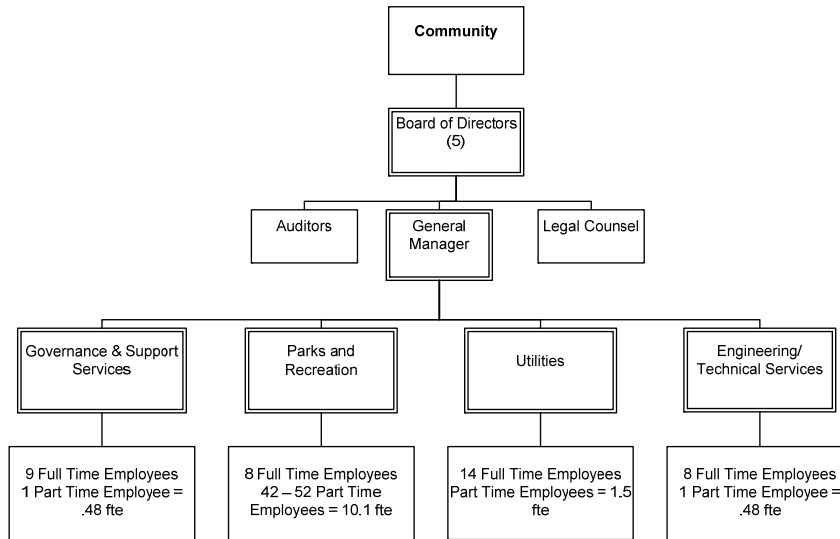 Community
Board of Directors
(5)
Auditors
General
Manager
Legal Counsel
Governance & Support
Services
Parks and
Recreation
Utilities
Engineering/
Technical Services
9 Full Time Employees
1 Part Time Employee =
.48 fte
8 Full Time Employees
42 – 52 Part Time
Employees = 10.1 fte
14 Full Time Employees
Part Time Employees = 1.5
fte
8 Full Time Employees
1 Part Time Employee =
.48 fte